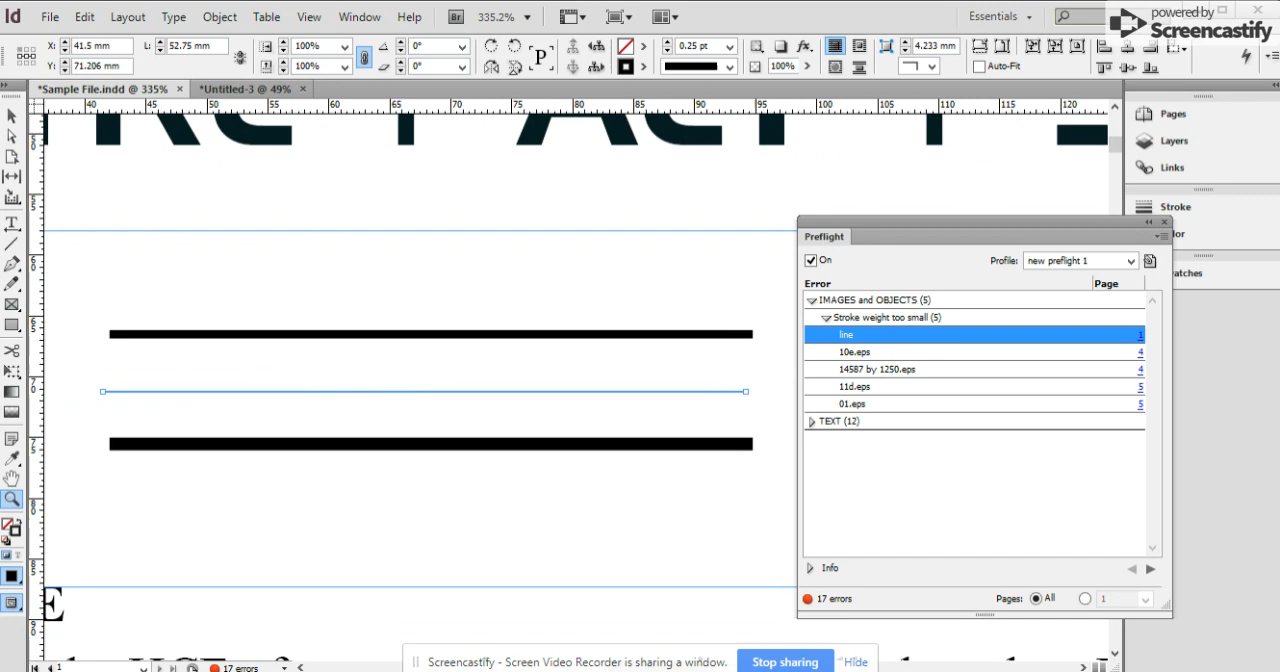 Id File Edit Layout Type Object Table View Window Help Br 335.2% Essentials
powered by
Screencastify
X: 41.5 mm L: 52.75 mm 100% 0° P 0.25 pt fx. 4.233 mm
Y: 71.206 mm 100% 0° 100% Auto-Fit
*Sample File.indd @ 335% × *Untitled-3 @ 49% ×
40 45 50 55 60 65 70 75 80 85 90 95 100 105 110 115 120
Pages
Layers
Links
Stroke
lor
atches
Preflight
On Profile: new preflight 1
Error Page
IMAGES and OBJECTS (5)
Stroke weight too small (5)
line 1
10e.eps 4
14587 by 1250.eps 4
11d.eps 5
01.eps 5
TEXT (12)
Info
17 errors Pages: All 1
E
Screencastify - Screen Video Recorder is sharing a window. Stop sharing Hide
1 17 errors